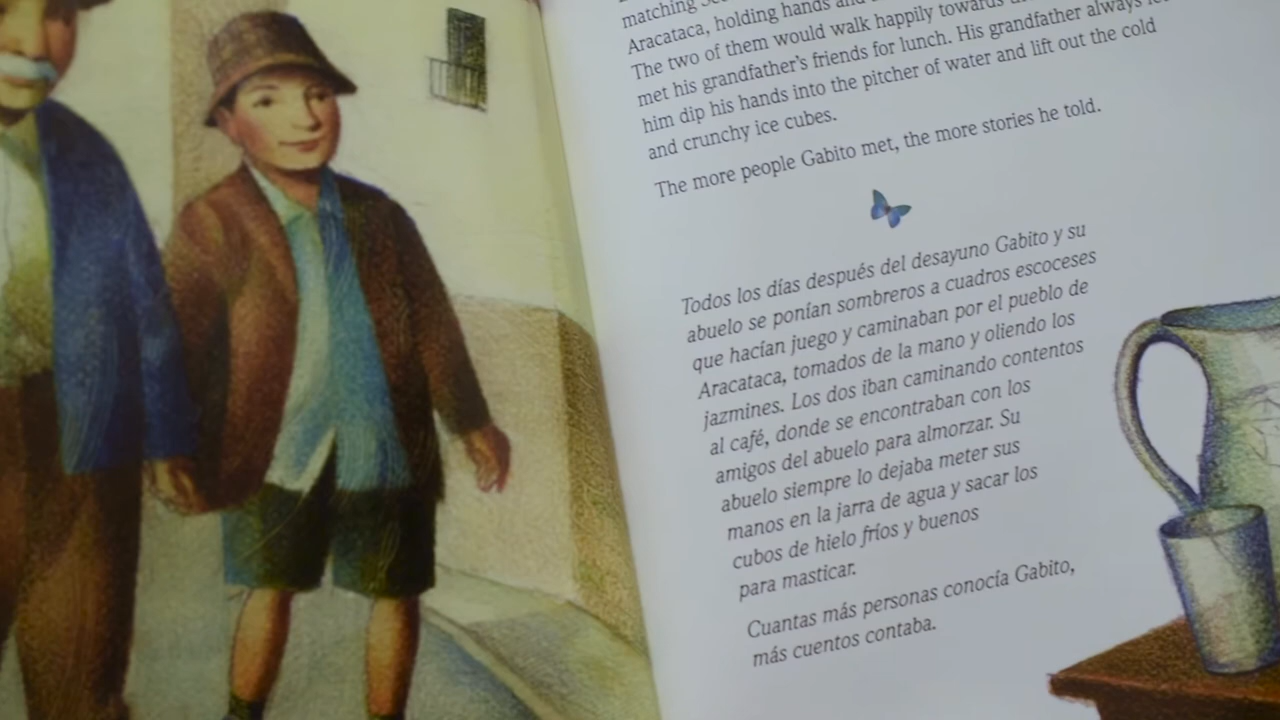 matching
Aracataca, holding hands and
The two of them would walk happily towards
met his grandfather's friends for lunch. His grandfather always
him dip his hands into the pitcher of water and lift out the cold
and crunchy ice cubes.
The more people Gabito met, the more stories he told.
Todos los días después del desayuno Gabito y su
abuelo se ponían sombreros a cuadros escoceses
que hacían juego y caminaban por el pueblo de
Aracataca, tomados de la mano y oliendo los
jazmines. Los dos iban caminando contentos
al café, donde se encontraban con los
amigos del abuelo para almorzar. Su
abuelo siempre lo dejaba meter sus
manos en la jarra de agua y sacar los
cubos de hielo fríos y buenos
para masticar.
Cuantas más personas conocía Gabito,
más cuentos contaba.